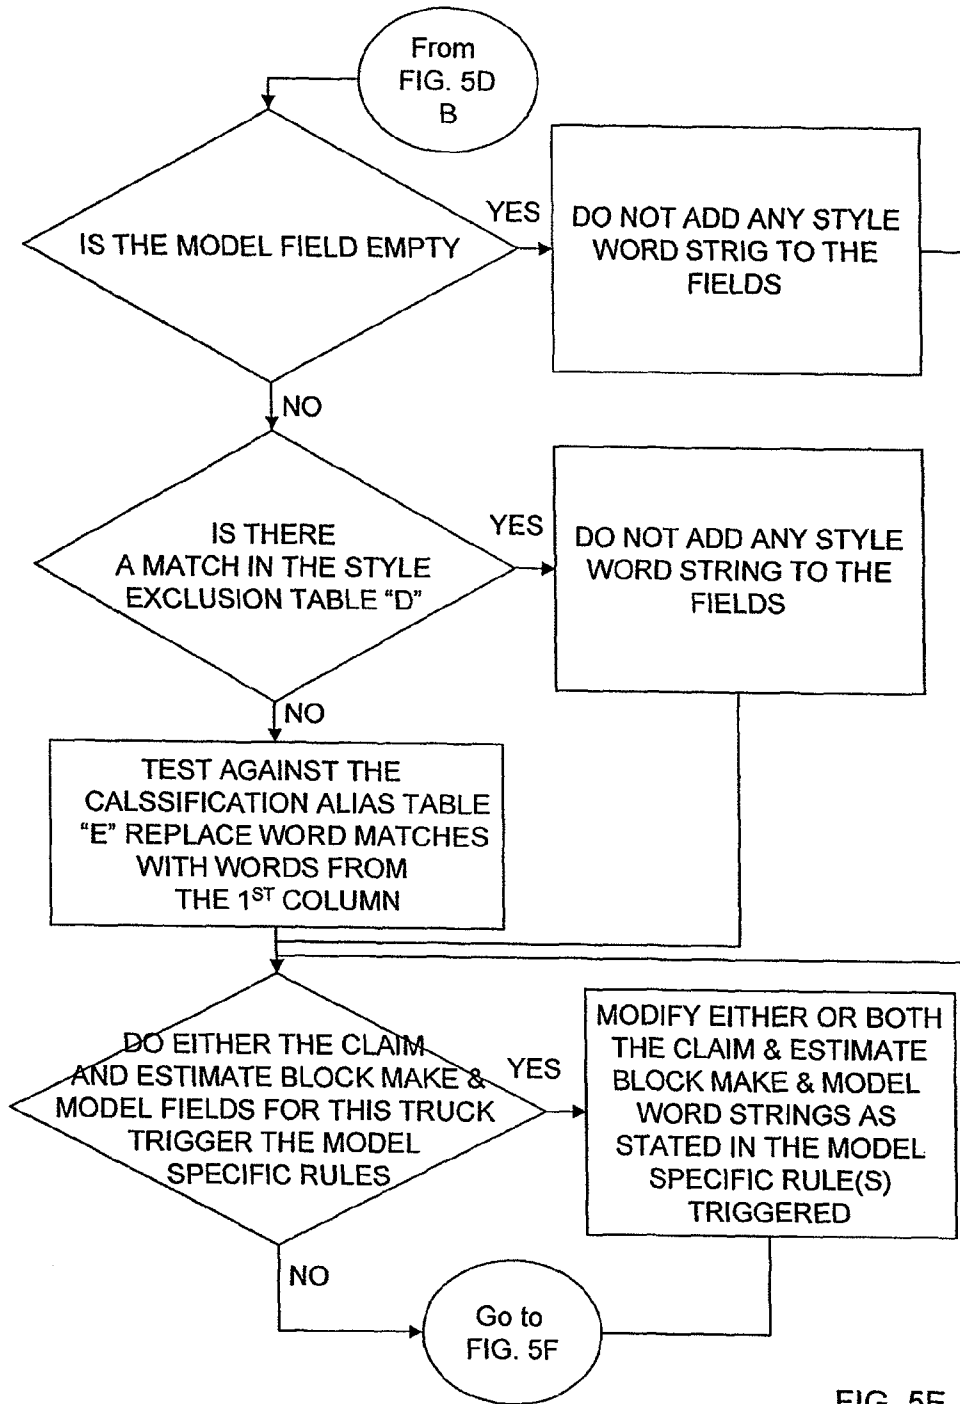 From
FIG. 5D
B
IS THE MODEL FIELD EMPTY
YES
DO NOT ADD ANY STYLE
WORD STRIG TO THE
FIELDS
NO
IS THERE
A MATCH IN THE STYLE
EXCLUSION TABLE "D"
YES
DO NOT ADD ANY STYLE
WORD STRING TO THE
FIELDS
NO
TEST AGAINST THE
CALSSIFICATION ALIAS TABLE
"E" REPLACE WORD MATCHES
WITH WORDS FROM
THE 1ST COLUMN
DO EITHER THE CLAIM
AND ESTIMATE BLOCK MAKE &
MODEL FIELDS FOR THIS TRUCK
TRIGGER THE MODEL
SPECIFIC RULES
YES
MODIFY EITHER OR BOTH
THE CLAIM & ESTIMATE
BLOCK MAKE & MODEL
WORD STRINGS AS
STATED IN THE MODEL
SPECIFIC RULE(S)
TRIGGERED
NO
Go to
FIG. 5F
FIG. 5E